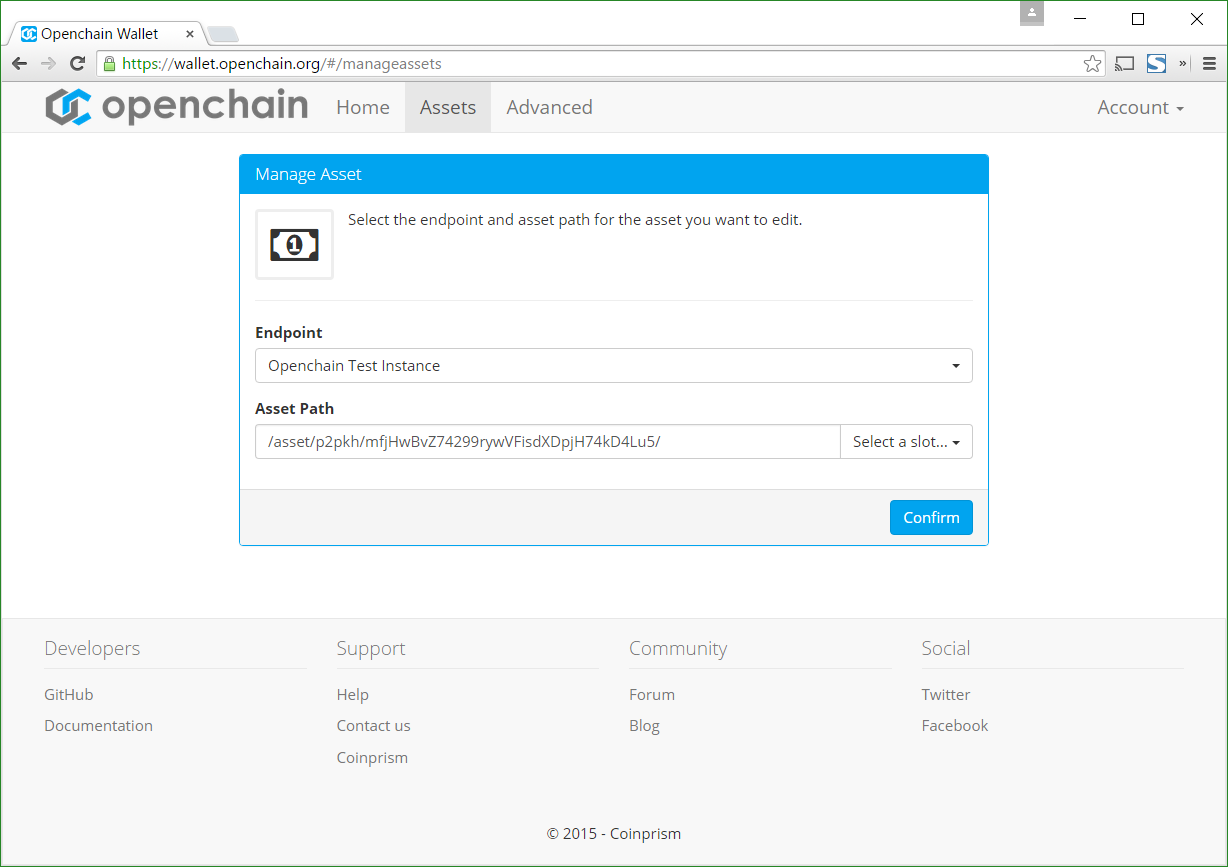 Openchain Wallet
https://wallet.openchain.org/#/manageassets
openchain Home Assets Advanced Account
Manage Asset
1
Select the endpoint and asset path for the asset you want to edit.
Endpoint
Openchain Test Instance
Asset Path
/asset/p2pkh/mfjHwBvZ74299rywVFisdXDpjH74kD4Lu5/ Select a slot...
Confirm
Developers Support Community Social
GitHub Help Forum Twitter
Documentation Contact us Blog Facebook
Coinprism
© 2015 - Coinprism